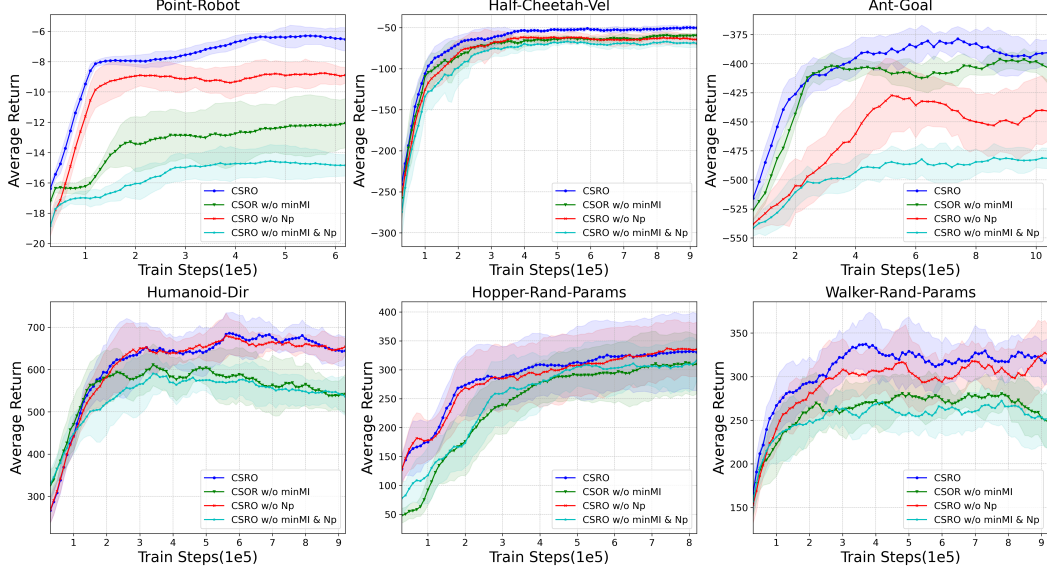 Point-Robot
Average Return
−6
−8
−10
−12
−14
−16
−18
−20
CSRO
CSOR w/o minMI
CSRO w/o Np
CSRO w/o minMI & Np
1 2 3 4 5 6
Train Steps(1e5)
Half-Cheetah-Vel
Average Return
−50
−100
−150
−200
−250
−300
CSRO
CSOR w/o minMI
CSRO w/o Np
CSRO w/o minMI & Np
1 2 3 4 5 6 7 8 9
Train Steps(1e5)
Ant-Goal
Average Return
−375
−400
−425
−450
−475
−500
−525
−550
CSRO
CSOR w/o minMI
CSRO w/o Np
CSRO w/o minMI & Np
2 4 6 8 10
Train Steps(1e5)
Humanoid-Dir
Average Return
700
600
500
400
300
CSRO
CSOR w/o minMI
CSRO w/o Np
CSRO w/o minMI & Np
1 2 3 4 5 6 7 8 9
Train Steps(1e5)
Hopper-Rand-Params
Average Return
400
350
300
250
200
150
100
50
CSRO
CSOR w/o minMI
CSRO w/o Np
CSRO w/o minMI & Np
1 2 3 4 5 6 7 8
Train Steps(1e5)
Walker-Rand-Params
Average Return
350
300
250
200
150
CSRO
CSOR w/o minMI
CSRO w/o Np
CSRO w/o minMI & Np
1 2 3 4 5 6 7 8 9
Train Steps(1e5)